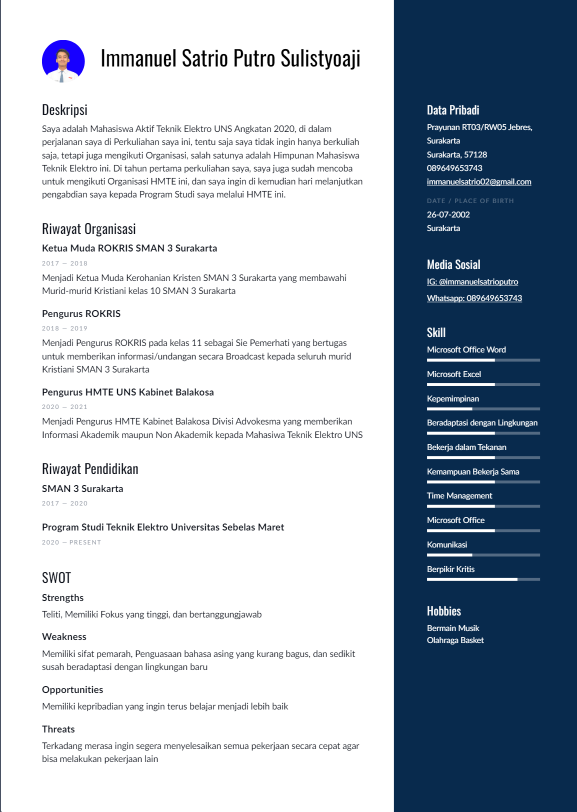 Immanuel Satrio Putro Sulistyoaji
Deskripsi
Saya adalah Mahasiswa Aktif Teknik Elektro UNS Angkatan 2020, di dalam
perjalanan saya di Perkuliahan saya ini, tentu saja saya tidak ingin hanya berkuliah
saja, tetapi juga mengikuti Organisasi, salah satunya adalah Himpunan Mahasiswa
Teknik Elektro ini. Di tahun pertama perkuliahan saya, saya juga sudah mencoba
untuk mengikuti Organisasi HMTE ini, dan saya ingin di kemudian hari melanjutkan
pengabdian saya kepada Program Studi saya melalui HMTE ini.
Riwayat Organisasi
Ketua Muda ROKRIS SMAN 3 Surakarta
2017 — 2018
Menjadi Ketua Muda Kerohanian Kristen SMAN 3 Surakarta yang membawahi
Murid-murid Kristiani kelas 10 SMAN 3 Surakarta
Pengurus ROKRIS
2018 — 2019
Menjadi Pengurus ROKRIS pada kelas 11 sebagai Sie Pemerhati yang bertugas
untuk memberikan informasi/undangan secara Broadcast kepada seluruh murid
Kristiani SMAN 3 Surakarta
Pengurus HMTE UNS Kabinet Balakosa
2020 — 2021
Menjadi Pengurus HMTE Kabinet Balakosa Divisi Advokesma yang memberikan
Informasi Akademik maupun Non Akademik kepada Mahasiwa Teknik Elektro UNS
Riwayat Pendidikan
SMAN 3 Surakarta
2017 — 2020
Program Studi Teknik Elektro Universitas Sebelas Maret
2020 — PRESENT
SWOT
Strengths
Teliti, Memiliki Fokus yang tinggi, dan bertanggungjawab
Weakness
Memiliki sifat pemarah, Penguasaan bahasa asing yang kurang bagus, dan sedikit
susah beradaptasi dengan lingkungan baru
Opportunities
Memiliki kepribadian yang ingin terus belajar menjadi lebih baik
Threats
Terkadang merasa ingin segera menyelesaikan semua pekerjaan secara cepat agar
bisa melakukan pekerjaan lain
Data Pribadi
Prayunan RT03/RW05 Jebres,
Surakarta
Surakarta, 57128
089649653743
immanuelsatrio02@gmail.com
DATE / PLACE OF BIRTH
26-07-2002
Surakarta
Media Sosial
IG: @immanuelsatrioputro
Whatsapp: 089649653743
Skill
Microsoft Office Word
Microsoft Excel
Kepemimpinan
Beradaptasi dengan Lingkungan
Bekerja dalam Tekanan
Kemampuan Bekerja Sama
Time Management
Microsoft Office
Komunikasi
Berpikir Kritis
Hobbies
Bermain Musik
Olahraga Basket